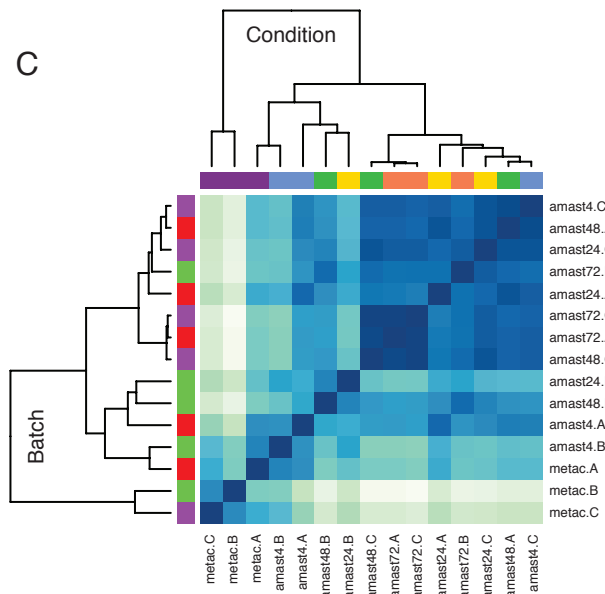 C
Condition
Batch
amast4.C
amast48.
amast24.
amast72.
amast24.
amast72.
amast72.
amast48.
amast24.
amast48.
amast4.A
amast4.B
metac.A
metac.B
metac.C
metac.C
metac.B
metac.A
amast4.B
amast4.A
amast48.B
amast24.B
amast48.C
amast72.A
amast72.C
amast24.A
amast72.B
amast24.C
amast48.A
amast4.C